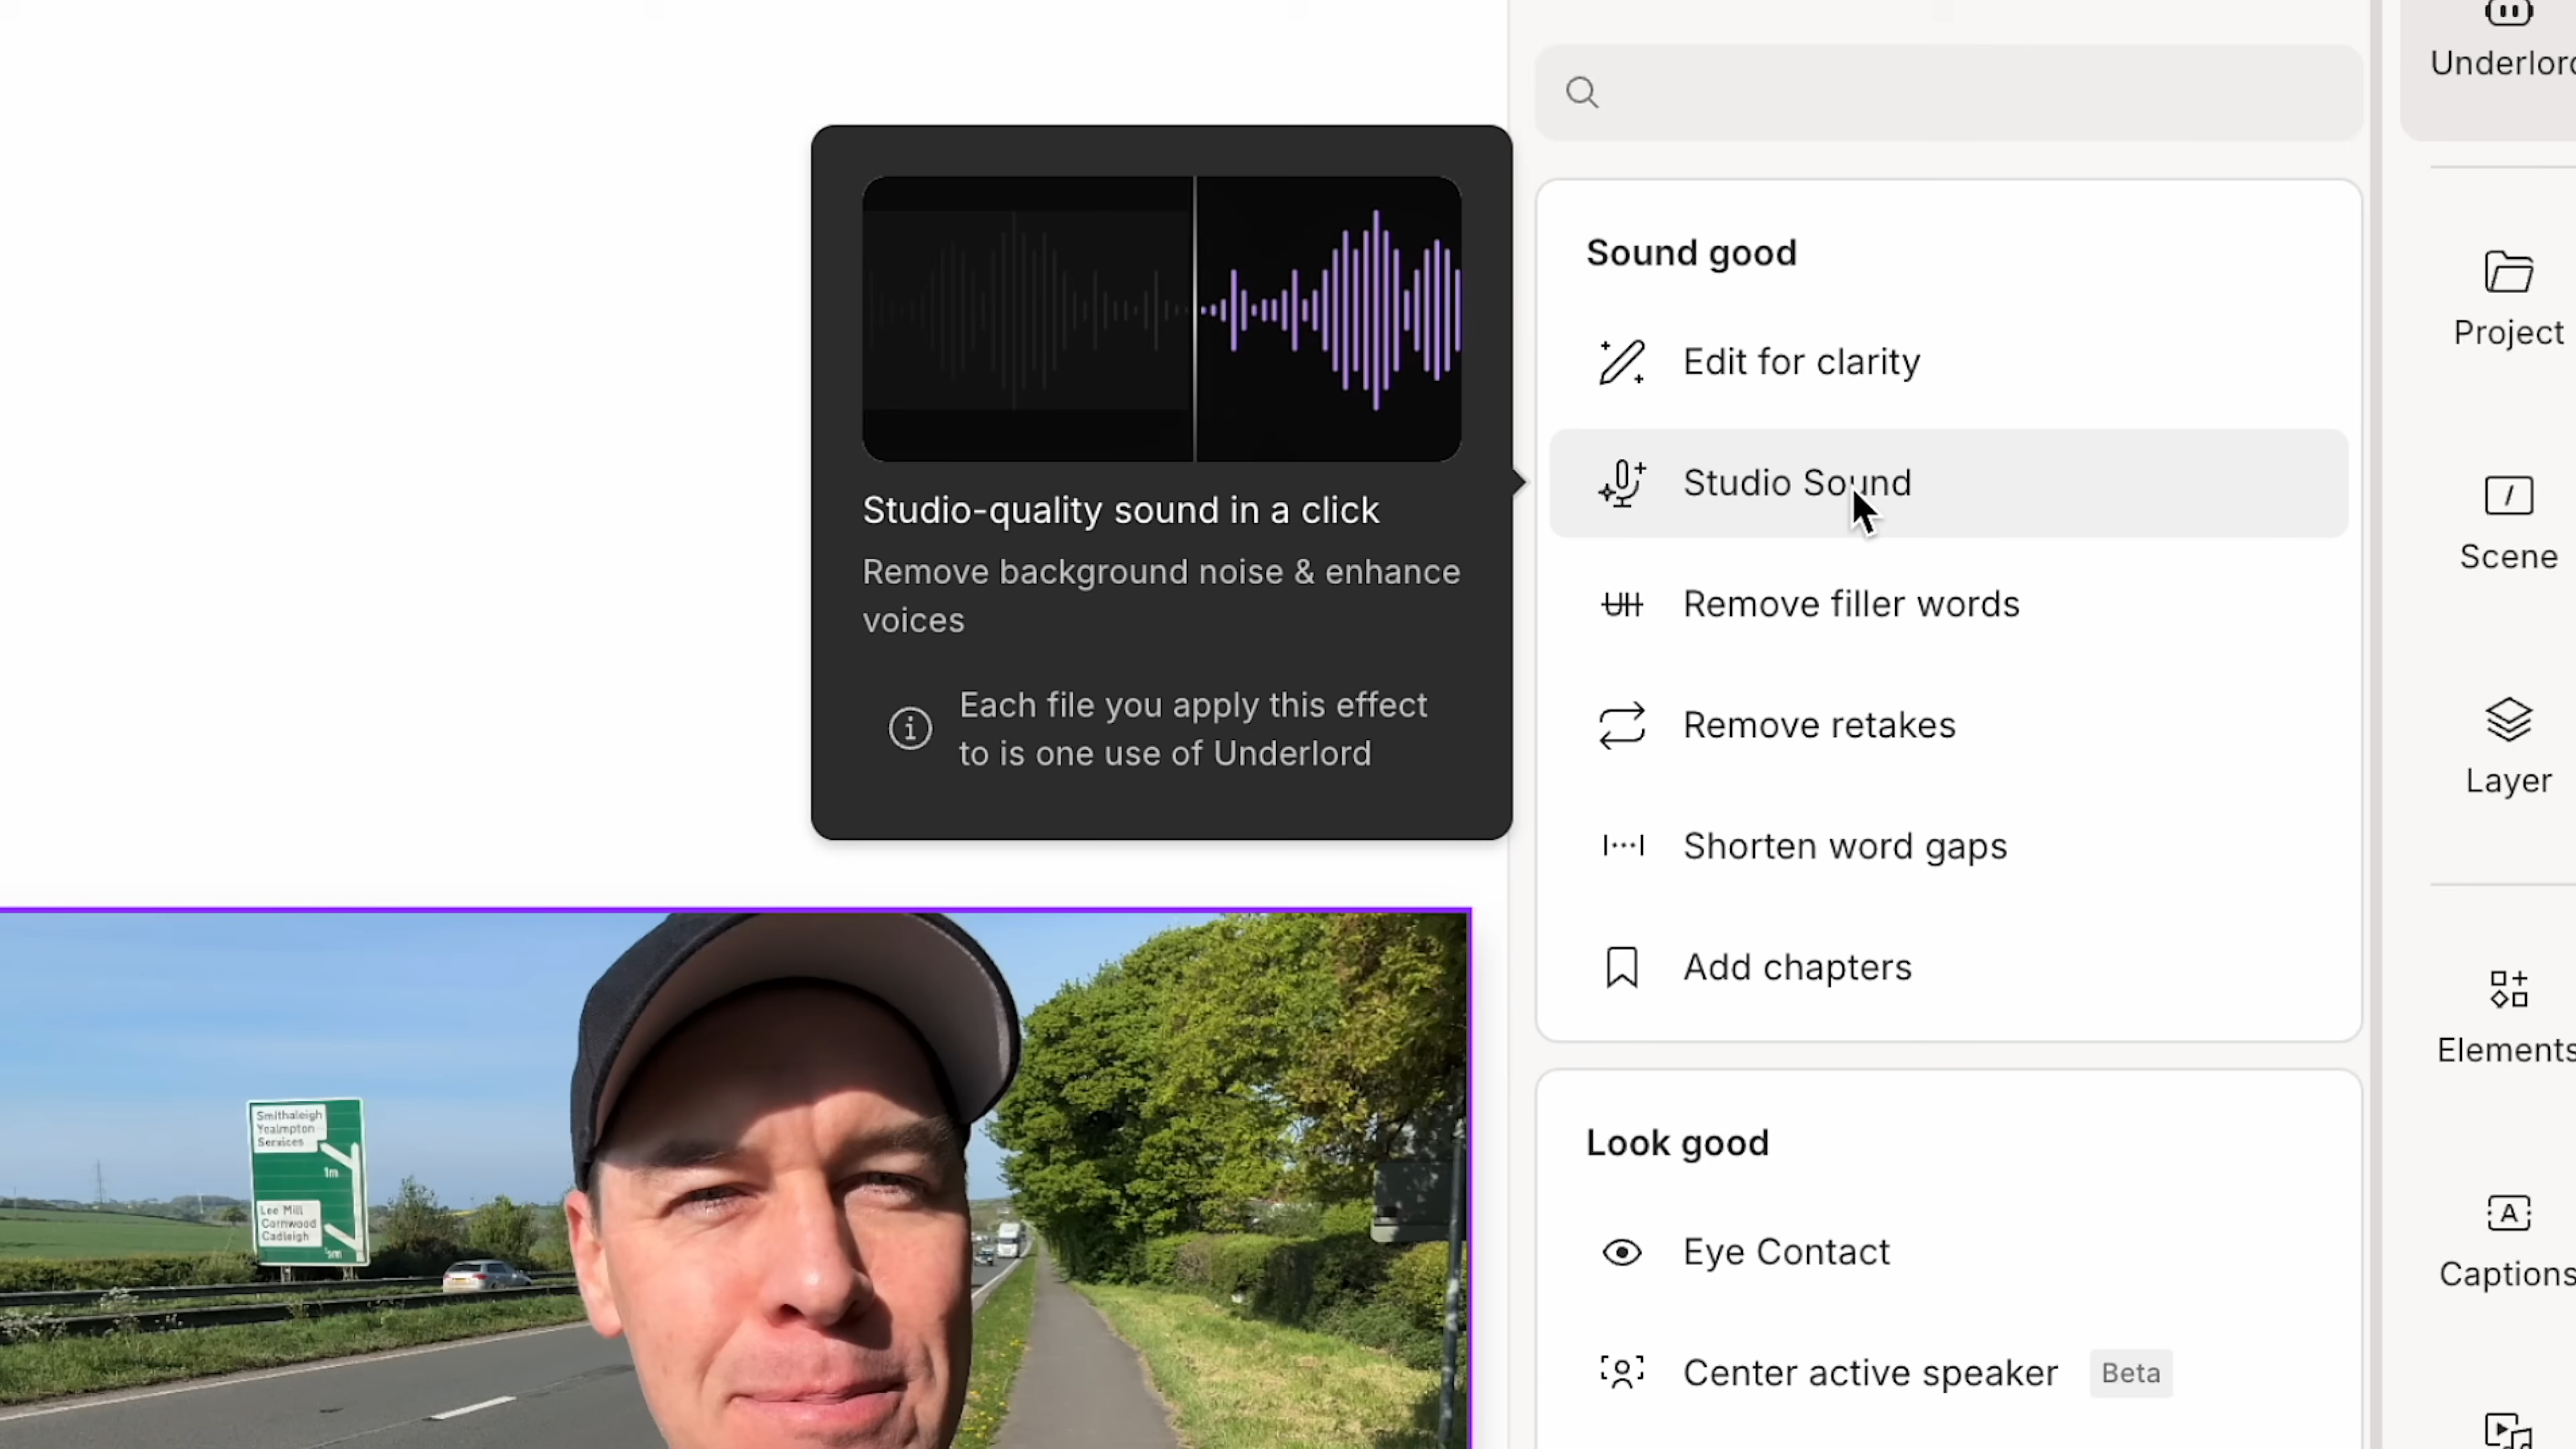 Underlord
Studio-quality sound in a click
Remove background noise & enhance
voices
Each file you apply this effect
to is one use of Underlord
Sound good
Edit for clarity
Studio Sound
Remove filler words
UH
Remove retakes
Shorten word gaps
Add chapters
Look good
Eye Contact
Center active speaker
Beta
Project
Scene
Layer
Elements
A
Captions
Smithaleigh
Yealmpton
Services
1m
Lee Mill
Cornwood
Cadleigh